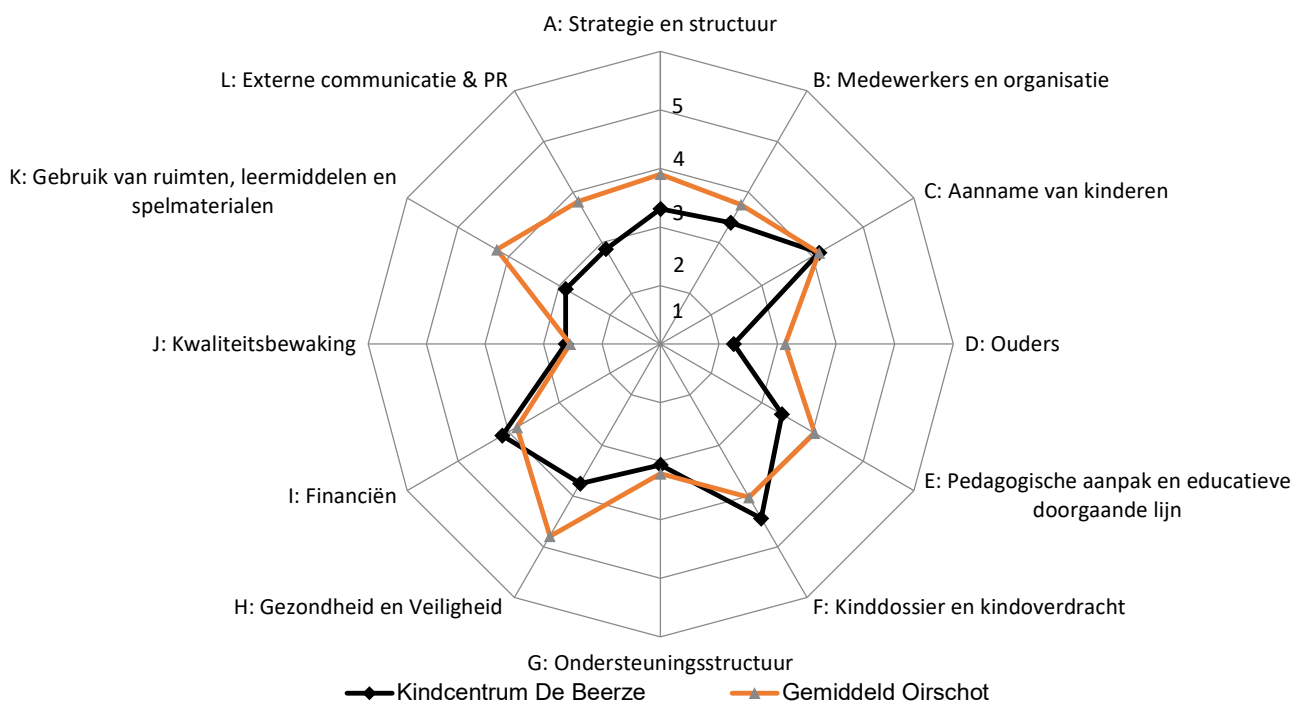 A: Strategie en structuur
L: Externe communicatie & PR
B: Medewerkers en organisatie
5
4
3
2
1
K: Gebruik van ruimten, leermiddelen en
spelmaterialen
C: Aanname van kinderen
J: Kwaliteitsbewaking
D: Ouders
I: Financiën
E: Pedagogische aanpak en educatieve
doorgaande lijn
H: Gezondheid en Veiligheid
F: Kinddossier en kindoverdracht
G: Ondersteuningsstructuur
Kindcentrum De Beerze
Gemiddeld Oirschot